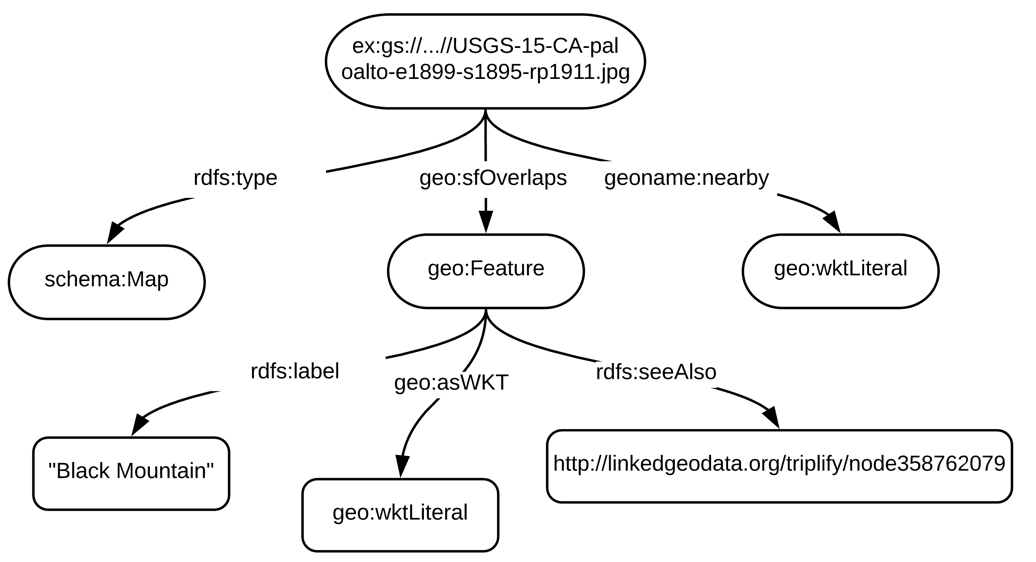 ex:gs://...//USGS-15-CA-pal
oalto-e1899-s1895-rp1911.jpg
rdfs:type
geo:sfOverlaps
geoname:nearby
schema:Map
geo:Feature
geo:wktLiteral
rdfs:label
geo:asWKT
rdfs:seeAlso
"Black Mountain"
geo:wktLiteral
http://linkedgeodata.org/triplify/node358762079